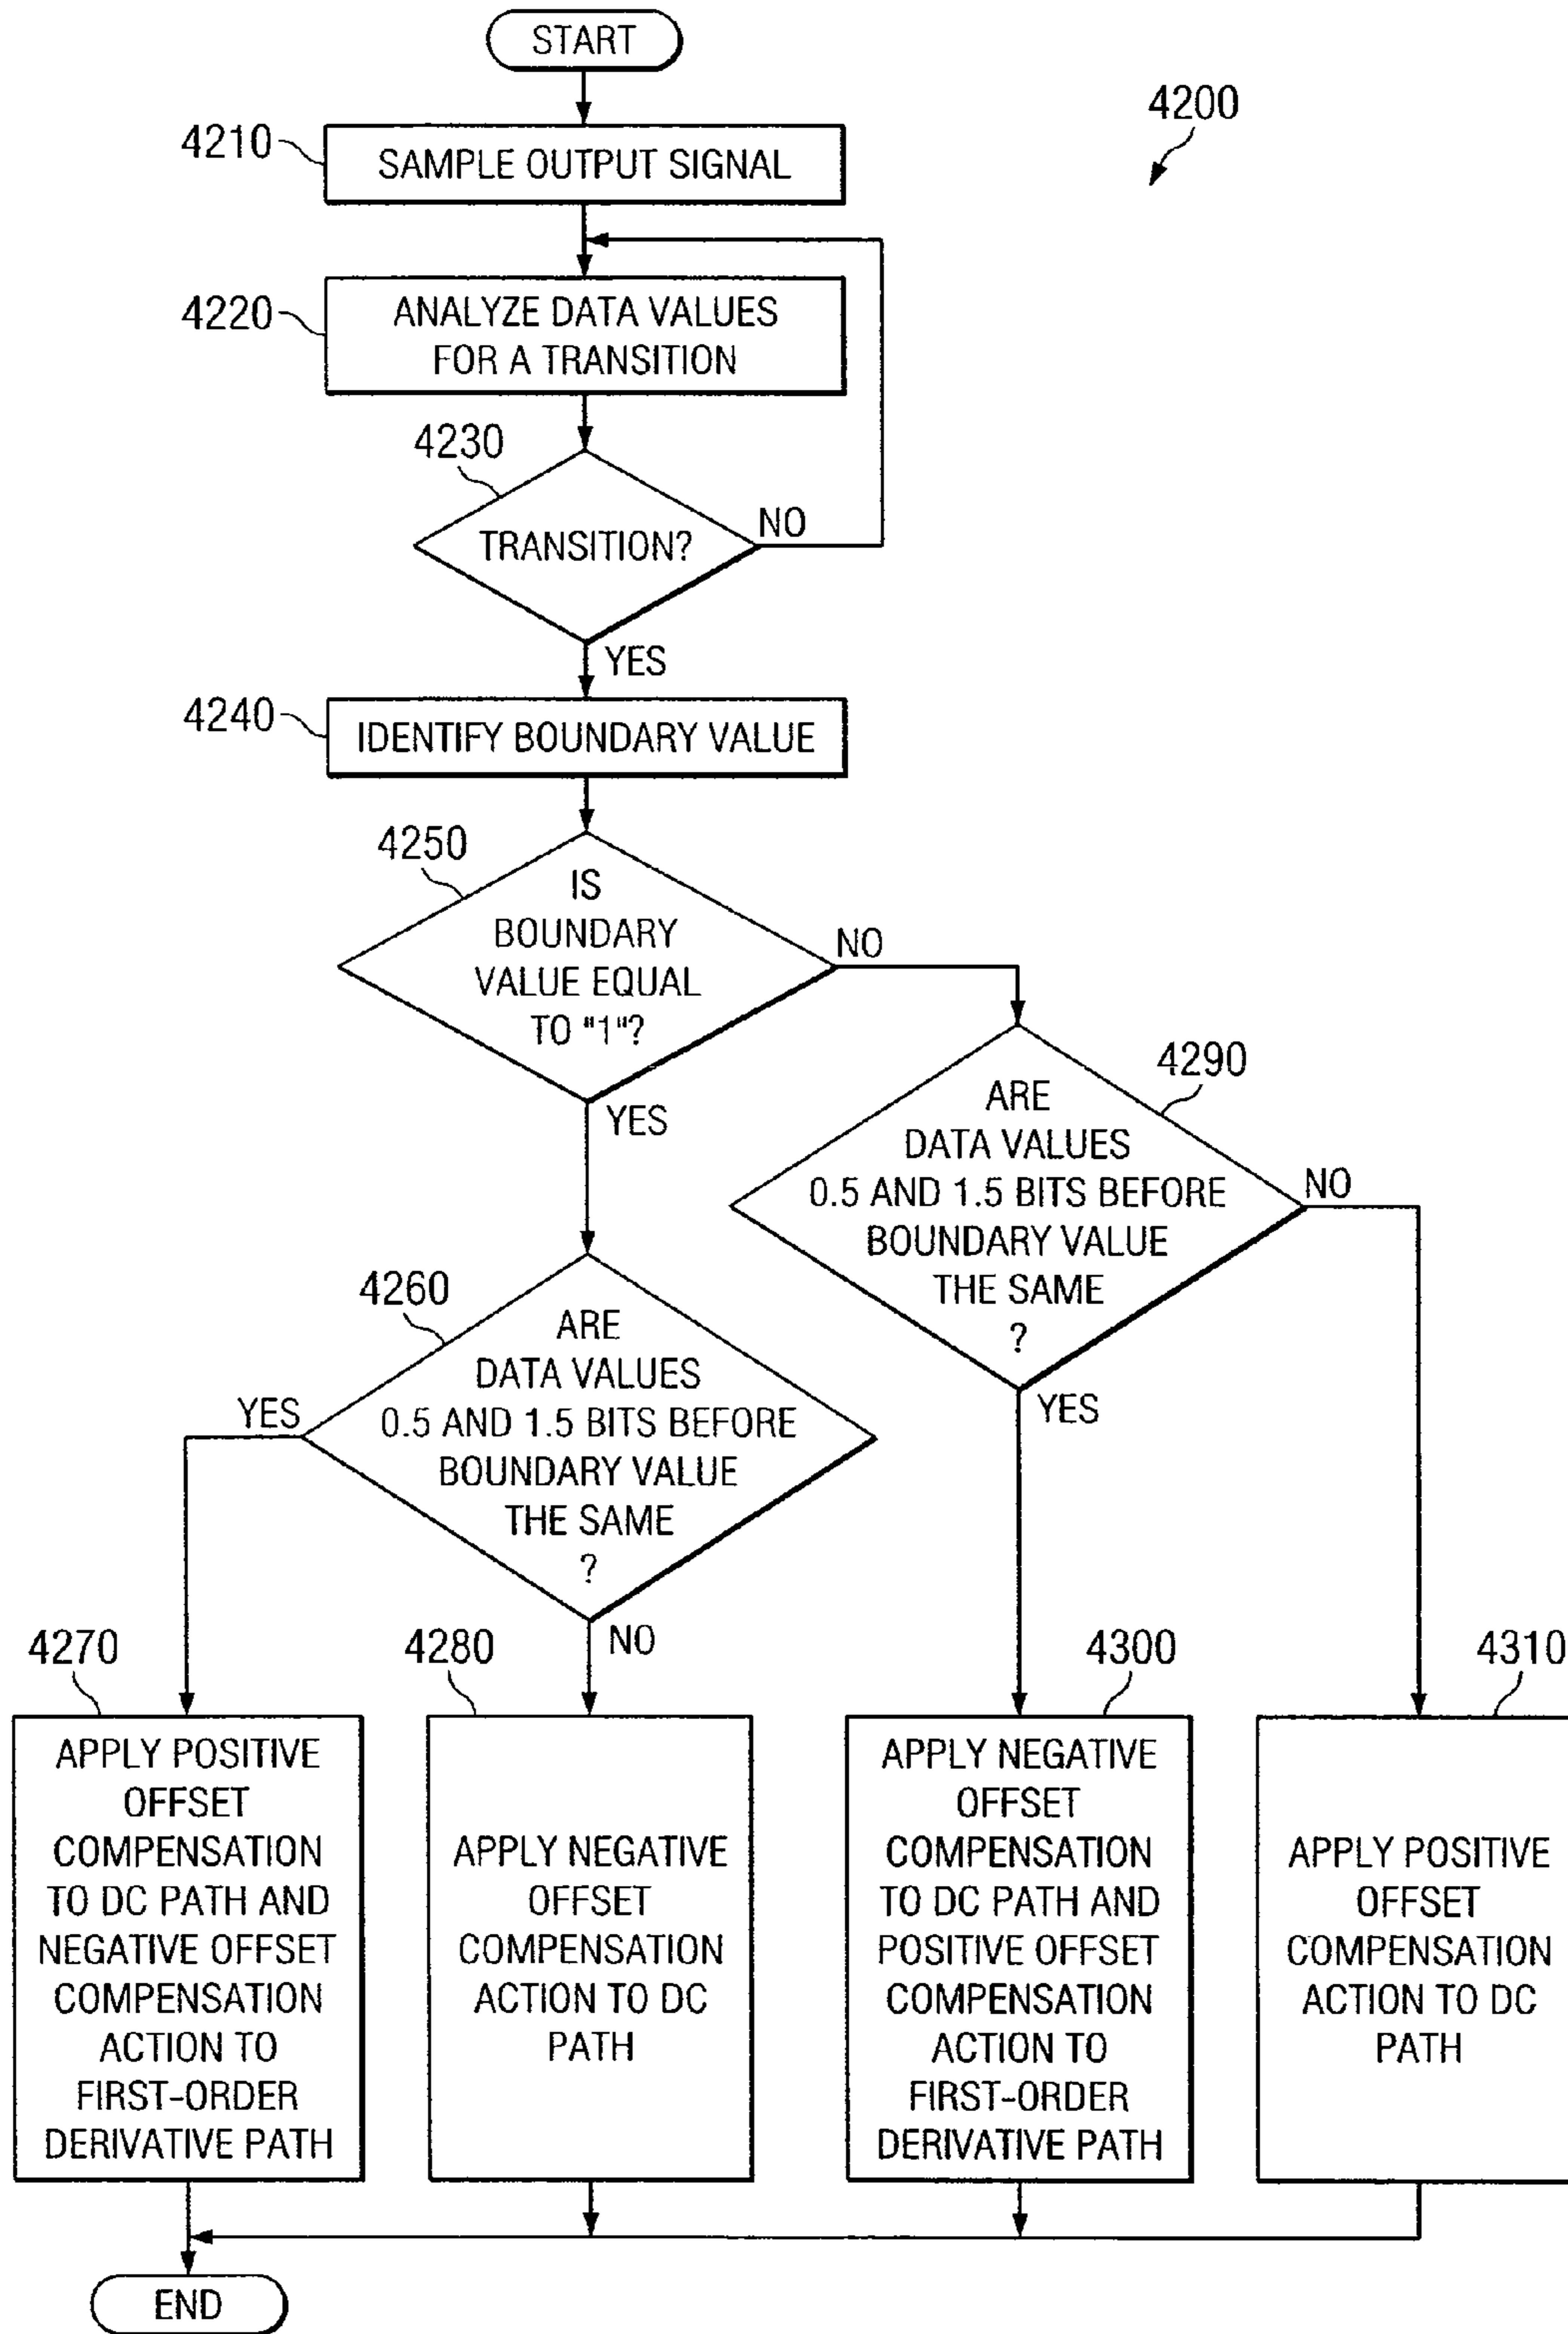 START
4200
4210
SAMPLE OUTPUT SIGNAL
4220
ANALYZE DATA VALUES
FOR A TRANSITION
4230
TRANSITION?
NO
YES
4240
IDENTIFY BOUNDARY VALUE
4250
IS
BOUNDARY
VALUE EQUAL
TO "1"?
NO
YES
4290
ARE
DATA VALUES
0.5 AND 1.5 BITS BEFORE
BOUNDARY VALUE
THE SAME
?
NO
YES
4260
ARE
DATA VALUES
0.5 AND 1.5 BITS BEFORE
BOUNDARY VALUE
THE SAME
?
YES
NO
4270
APPLY POSITIVE
OFFSET
COMPENSATION
TO DC PATH AND
NEGATIVE OFFSET
COMPENSATION
ACTION TO
FIRST-ORDER
DERIVATIVE PATH
4280
APPLY NEGATIVE
OFFSET
COMPENSATION
ACTION TO DC
PATH
4300
APPLY NEGATIVE
OFFSET
COMPENSATION
TO DC PATH AND
POSITIVE OFFSET
COMPENSATION
ACTION TO
FIRST-ORDER
DERIVATIVE PATH
4310
APPLY POSITIVE
OFFSET
COMPENSATION
ACTION TO DC
PATH
END